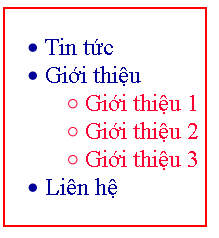 Tin tức
Giới thiệu
Giới thiệu 1
Giới thiệu 2
Giới thiệu 3
Liên hệ